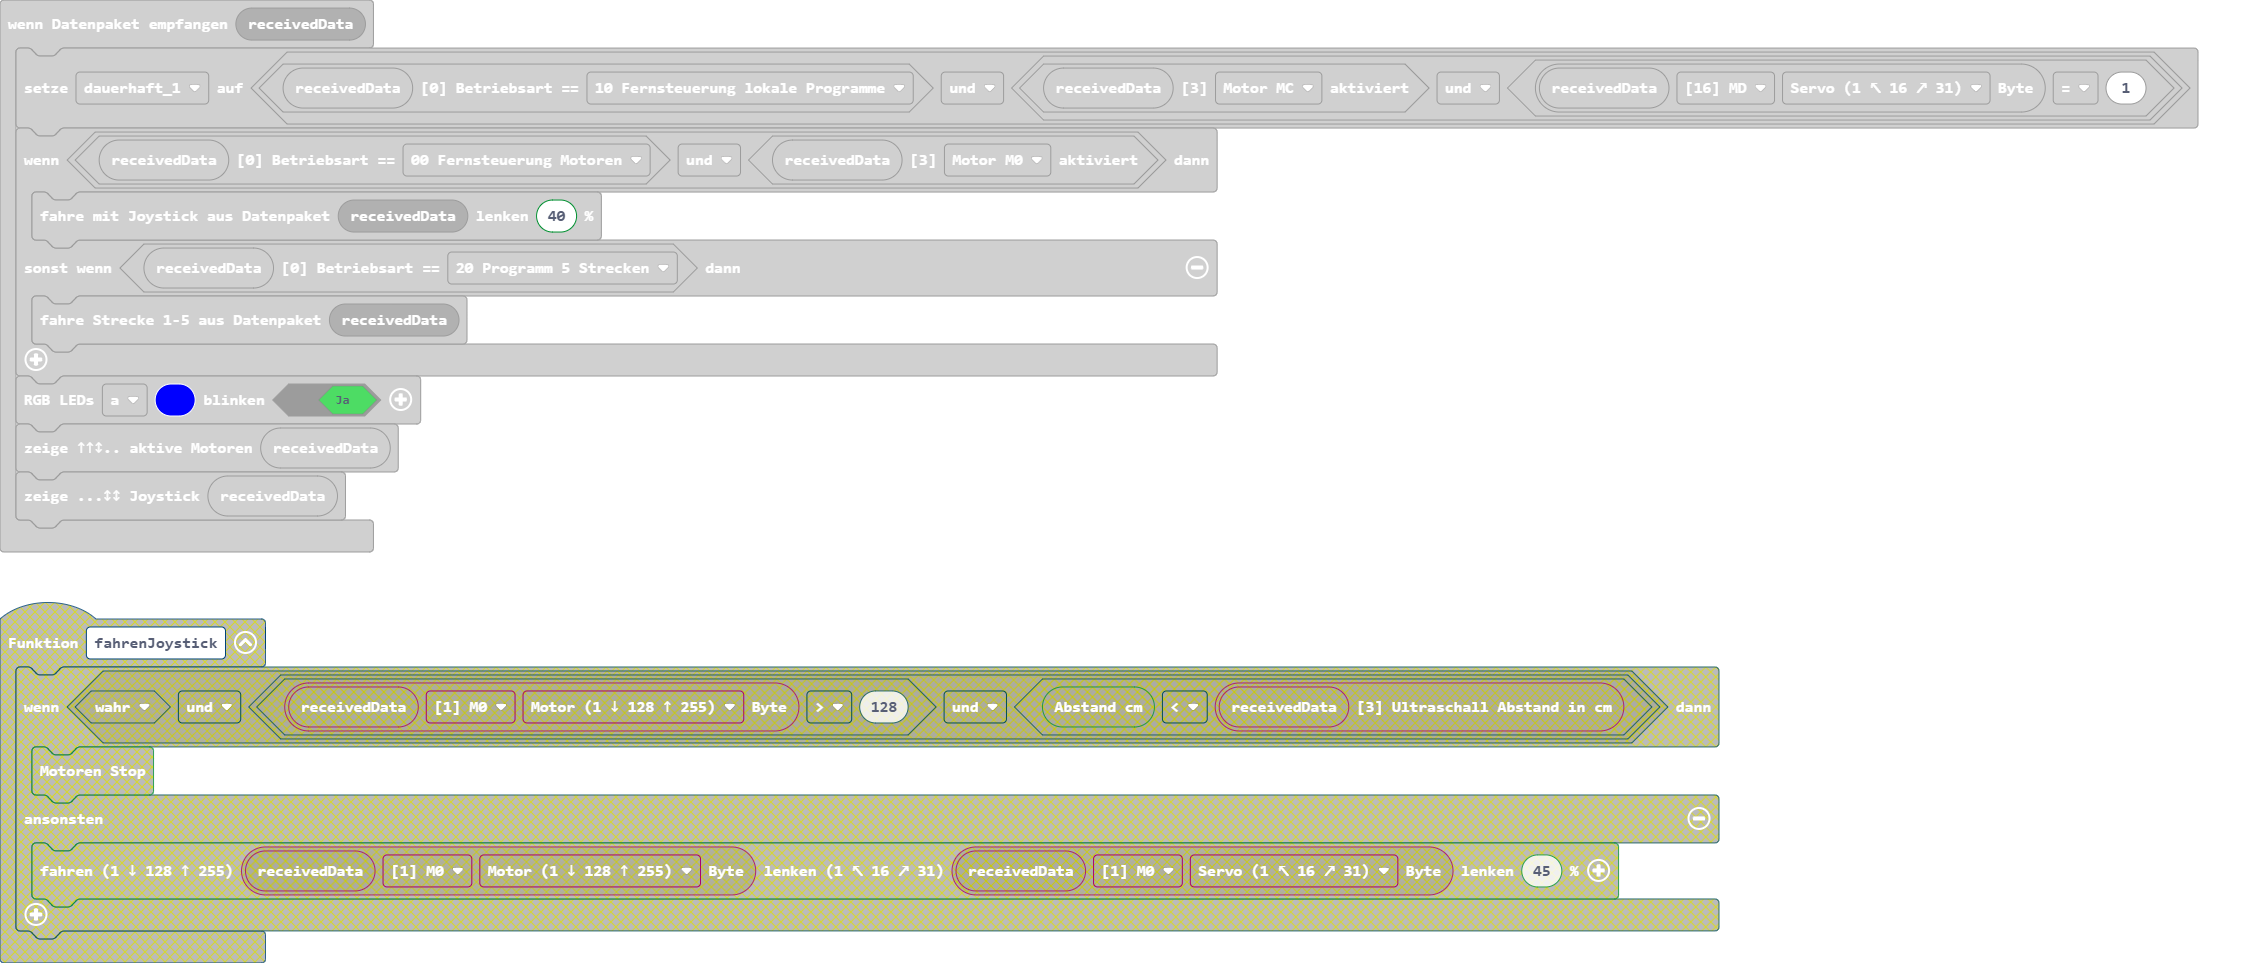 wenn Datenpaket empfangen receivedData
setze dauerhaft_1 auf receivedData [0] Betriebsart == 10 Fernsteuerung lokale Programme und receivedData [3] Motor MC aktiviert und receivedData [16] MD Servo (1 ↖ 16 ↗ 31) Byte = 1
wenn receivedData [0] Betriebsart == 00 Fernsteuerung Motoren und receivedData [3] Motor M0 aktiviert dann
fahre mit Joystick aus Datenpaket receivedData lenken 40 %
sonst wenn receivedData [0] Betriebsart == 20 Programm 5 Strecken dann
fahre Strecke 1-5 aus Datenpaket receivedData
RGB LEDs a blinken Ja
zeige ↑↑↕.. aktive Motoren receivedData
zeige ...↕↕ Joystick receivedData
Funktion fahrenJoystick
wenn wahr und receivedData [1] M0 Motor (1 ↓ 128 ↑ 255) Byte > 128 und Abstand cm < receivedData [3] Ultraschall Abstand in cm dann
Motoren Stop
ansonsten
fahren (1 ↓ 128 ↑ 255) receivedData [1] M0 Motor (1 ↓ 128 ↑ 255) Byte lenken (1 ↖ 16 ↗ 31) receivedData [1] M0 Servo (1 ↖ 16 ↗ 31) Byte lenken 45 %